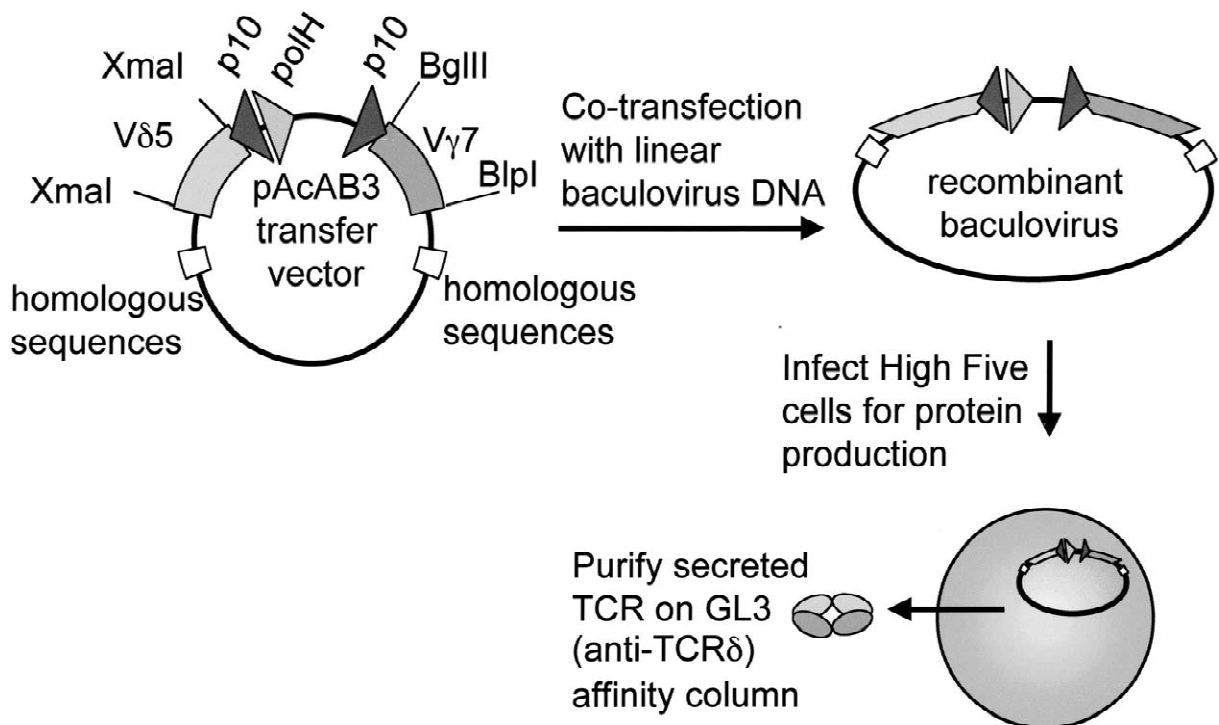 p10
polH
p10
XmaI
BglII
Vδ5
Vγ7
XmaI
BlpI
pAcAB3
transfer
vector
homologous
sequences
homologous
sequences
Co-transfection
with linear
baculovirus DNA
recombinant
baculovirus
Infect High Five
cells for protein
production
Purify secreted
TCR on GL3
(anti-TCRδ)
affinity column